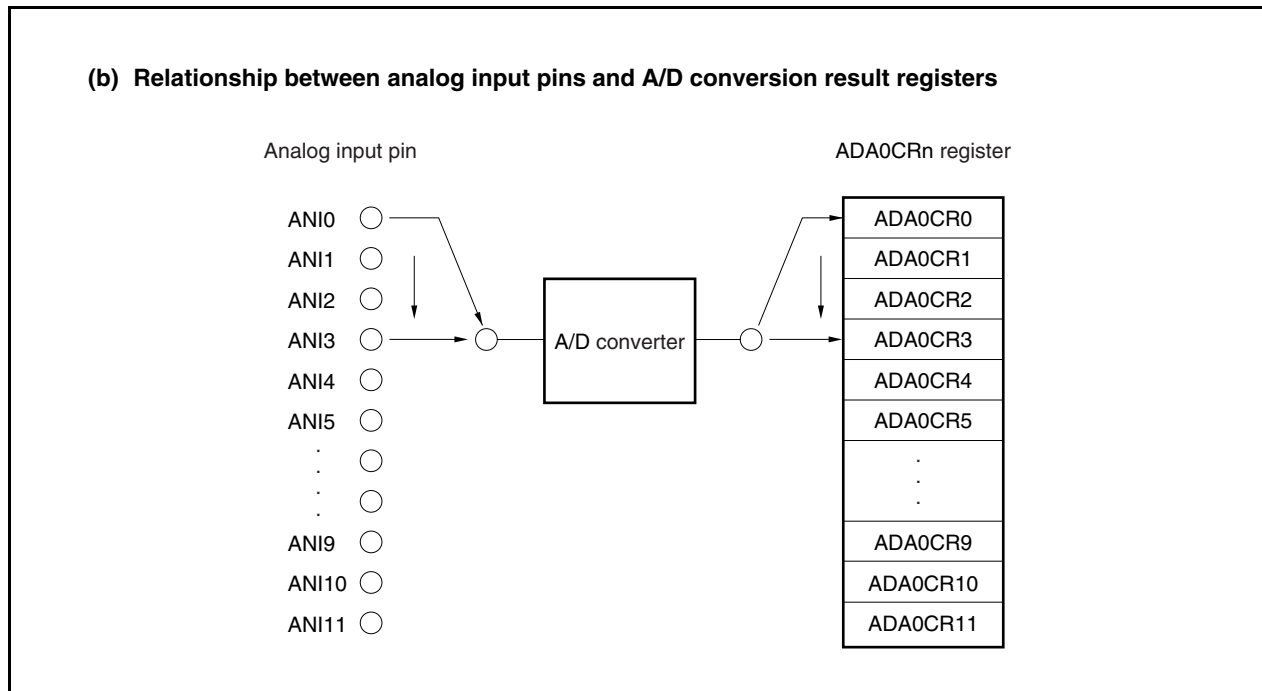 (b) Relationship between analog input pins and A/D conversion result registers
Analog input pin
ADA0CRn register
ANI0
ANI1
ANI2
ANI3
ANI4
ANI5
.
.
.
.
ANI9
ANI10
ANI11
A/D converter
ADA0CR0
ADA0CR1
ADA0CR2
ADA0CR3
ADA0CR4
ADA0CR5
.
.
.
ADA0CR9
ADA0CR10
ADA0CR11